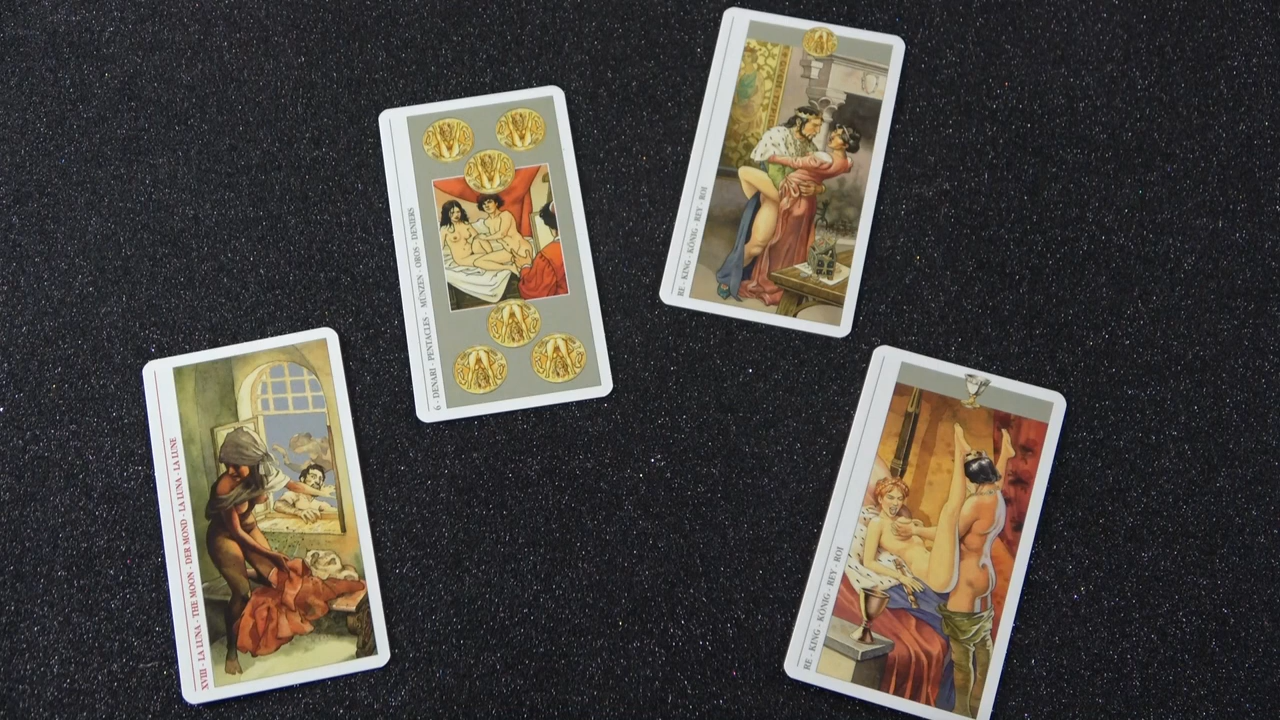 XVIII - LA LUNA - THE MOON - DER MOND - LA LUNA - LA LUNE
6 - DENARI - PENTACLES - MÜNZEN - OROS - DENIERS
RE - KING - KÖNIG - REY - ROI
RE - KING - KÖNIG - REY - ROI